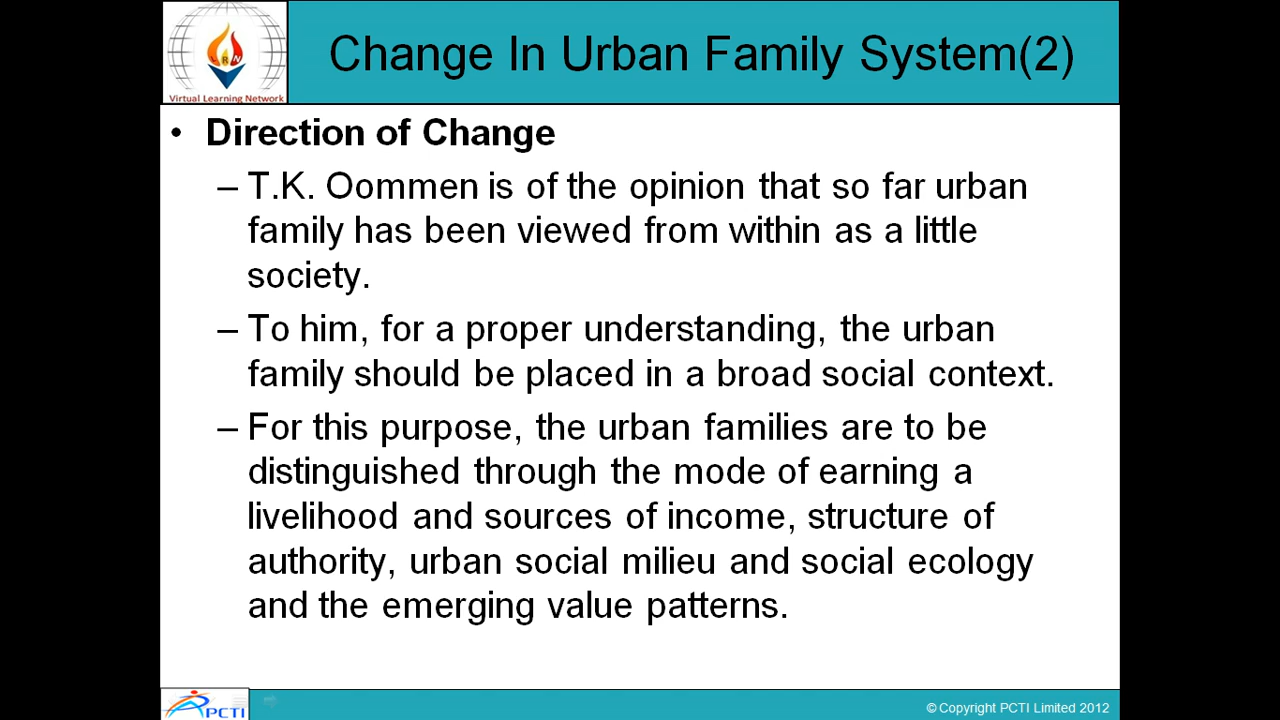 Change In Urban Family System(2)
Virtual Learning Network
• Direction of Change
– T.K. Oommen is of the opinion that so far urban
family has been viewed from within as a little
society.
– To him, for a proper understanding, the urban
family should be placed in a broad social context.
– For this purpose, the urban families are to be
distinguished through the mode of earning a
livelihood and sources of income, structure of
authority, urban social milieu and social ecology
and the emerging value patterns.
PCTI
© Copyright PCTI Limited 2012